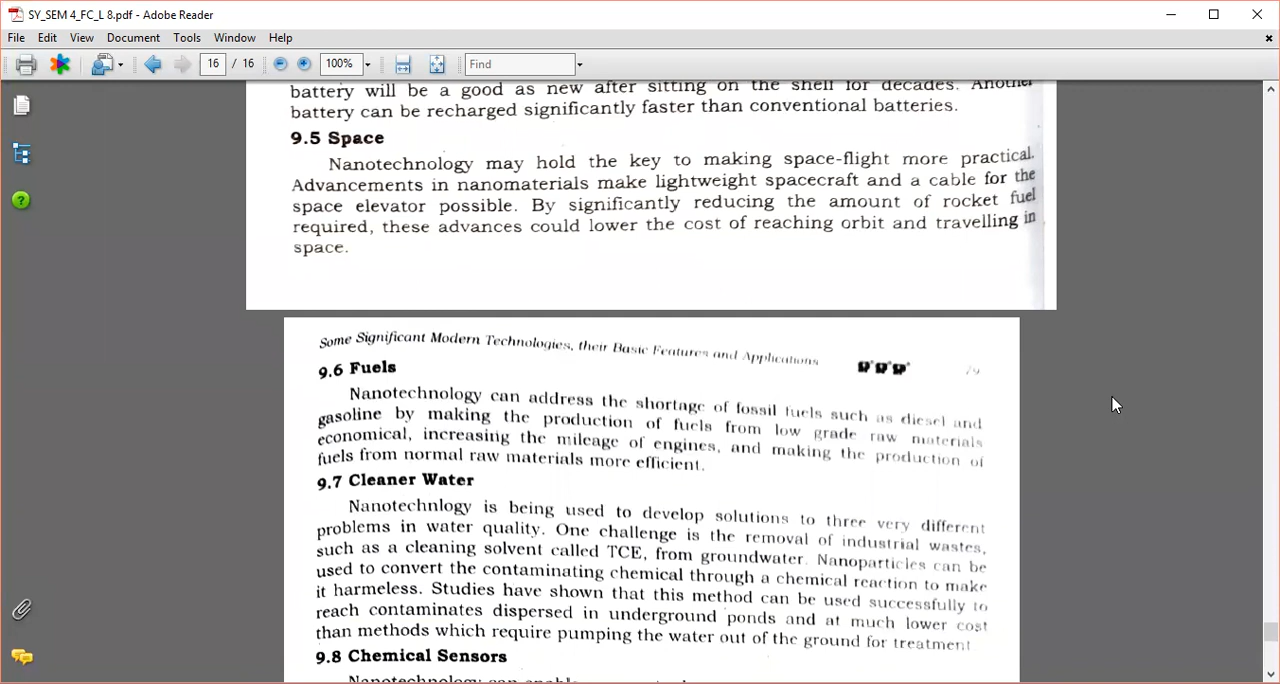 SY_SEM 4_FC_L 8.pdf - Adobe Reader
File Edit View Document Tools Window Help
16 / 16 100% Find
battery will be a good as new after sitting on the shelf for decades. Another
battery can be recharged significantly faster than conventional batteries.
9.5 Space
Nanotechnology may hold the key to making space-flight more practical.
Advancements in nanomaterials make lightweight spacecraft and a cable for the
space elevator possible. By significantly reducing the amount of rocket fuel
required, these advances could lower the cost of reaching orbit and travelling in
space.
Some Significant Modern Technologies, their Basic Features and Applications
9.6 Fuels
Nanotechnology can address the shortage of fossil fuels such as diesel and
gasoline by making the production of fuels from low grade raw materials
economical, increasing the mileage of engines, and making the production of
fuels from normal raw materials more efficient.
9.7 Cleaner Water
Nanotechnlogy is being used to develop solutions to three very different
problems in water quality. One challenge is the removal of industrial wastes,
such as a cleaning solvent called TCE, from groundwater. Nanoparticles can be
used to convert the contaminating chemical through a chemical reaction to make
it harmeless. Studies have shown that this method can be used successfully to
reach contaminates dispersed in underground ponds and at much lower cost
than methods which require pumping the water out of the ground for treatment
9.8 Chemical Sensors
Nanotechnology can